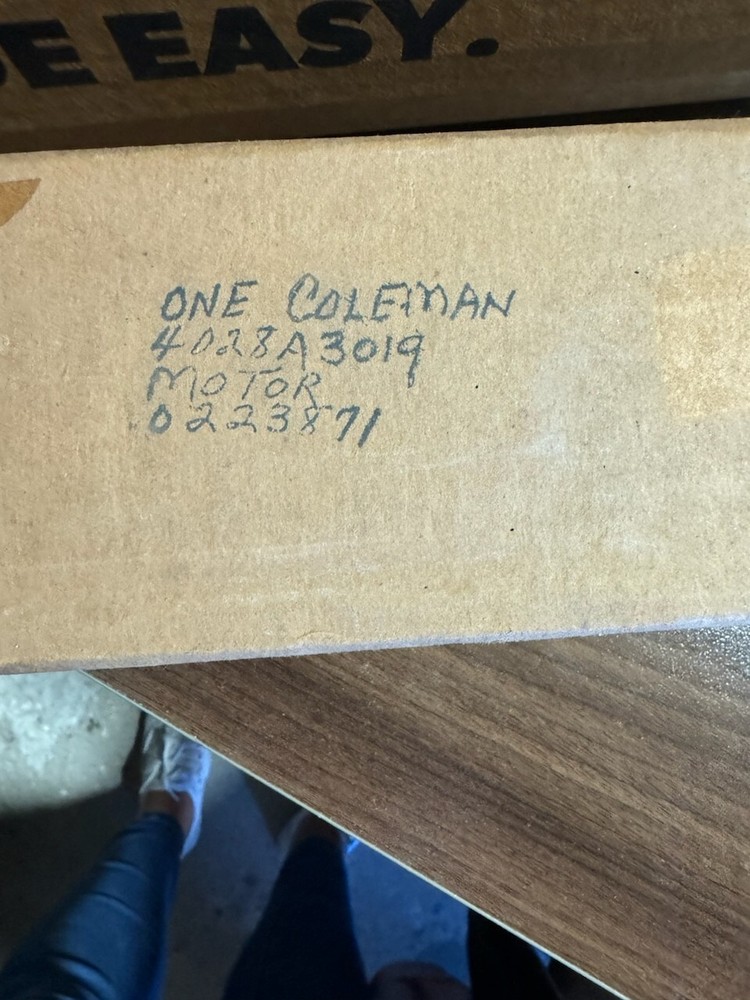 E EASY.
ONE COLEMAN
4028A3019
MOTOR
0223871